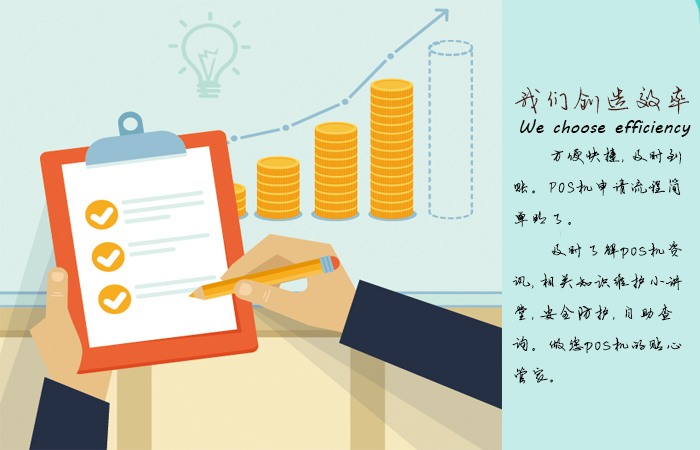 我们创造效率
We choose efficiency
方便快捷,及时到
账。POS机申请流程简
单明了。
及时了解POS机资
讯,相关知识维护小讲
堂,安全防护,自助查
询。做您POS机的贴心
管家。